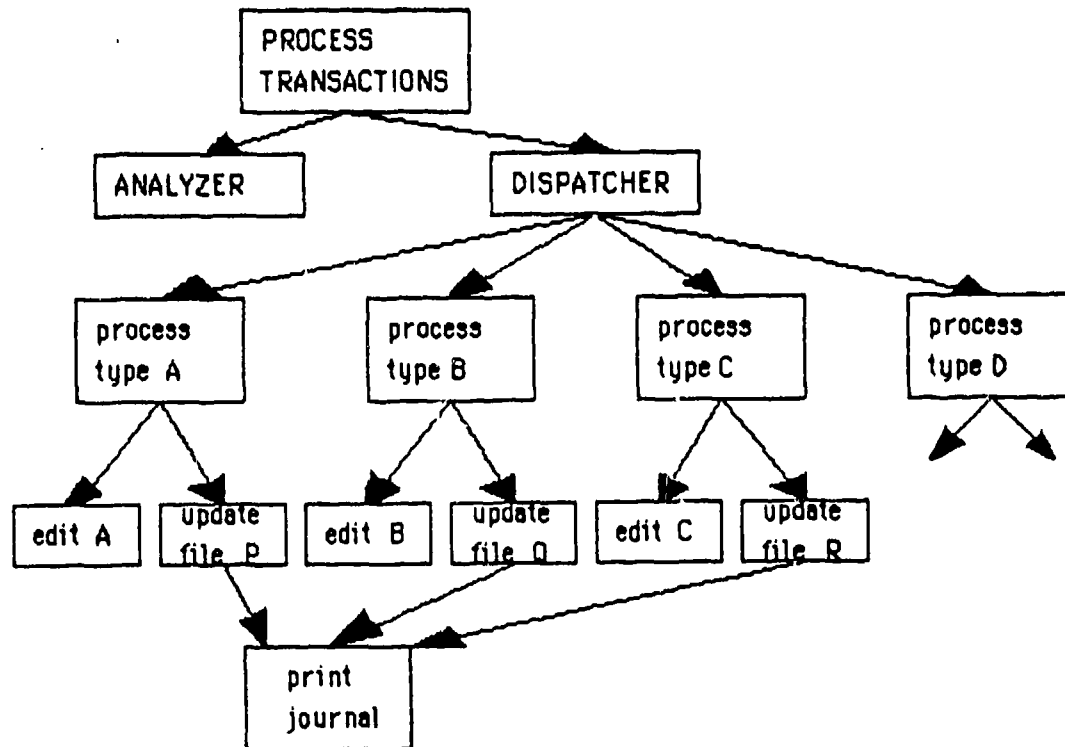 PROCESS
TRANSACTIONS
ANALYZER
DISPATCHER
process
type A
process
type B
process
type C
process
type D
edit A
update
file P
edit B
update
file Q
edit C
update
file R
print
journal